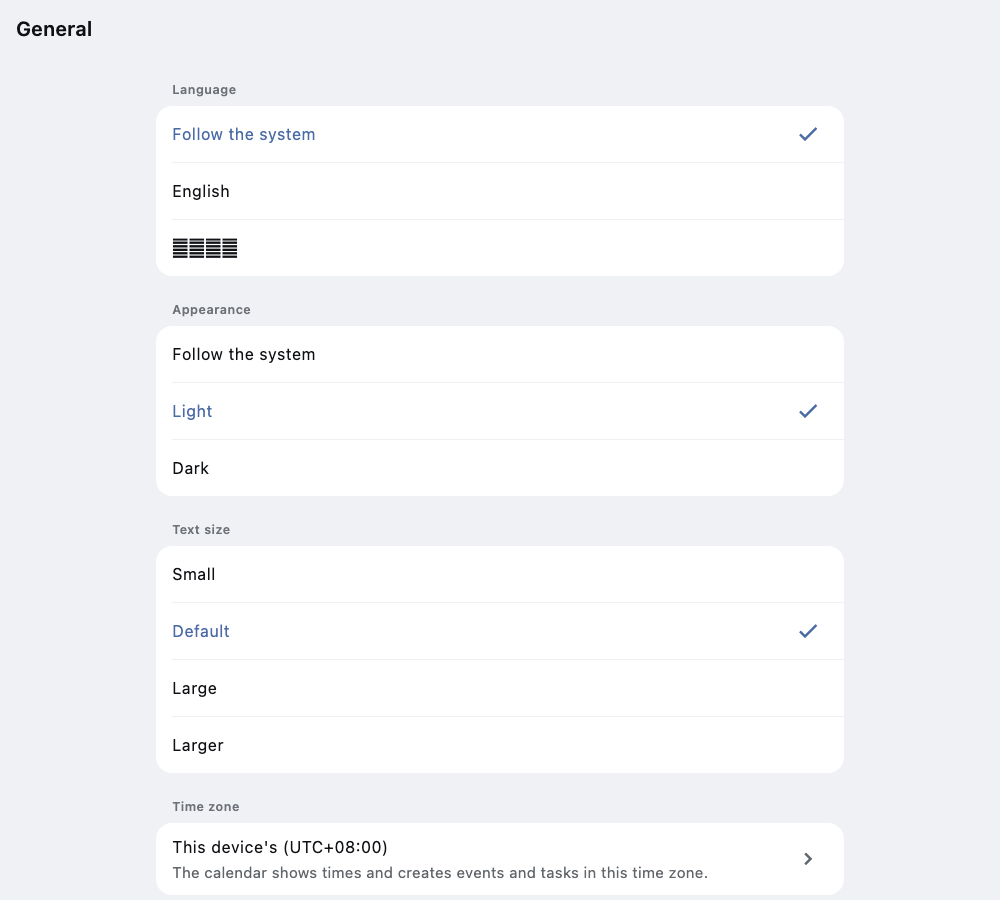 General
Language
Follow the system
English
Appearance
Follow the system
Light
Dark
Text size
Small
Default
Large
Larger
Time zone
This device's (UTC+08:00)
The calendar shows times and creates events and tasks in this time zone.